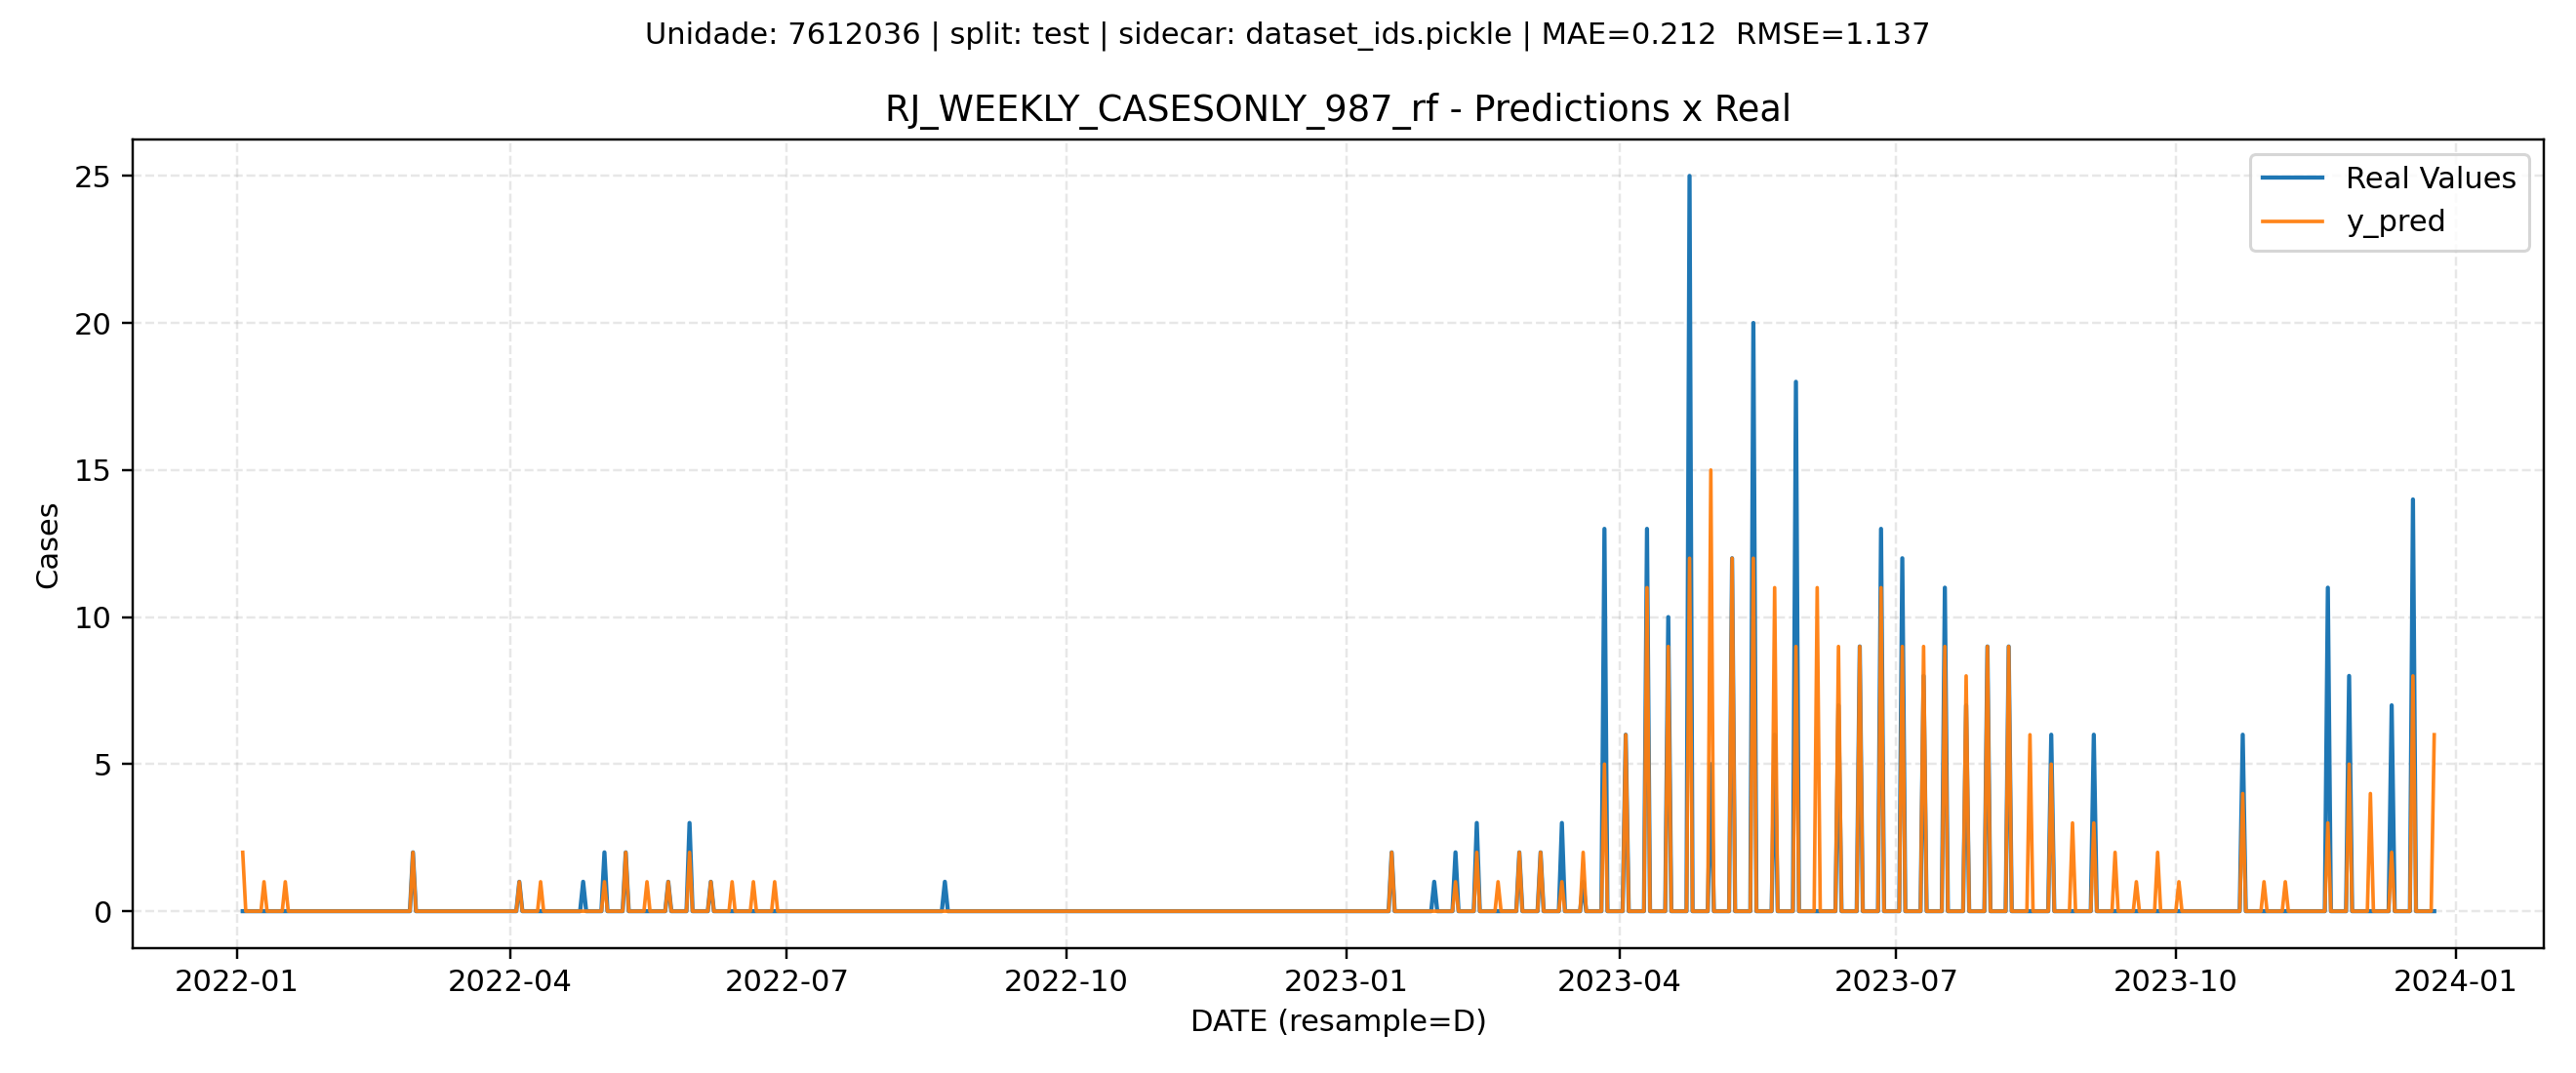 Unidade: 7612036 | split: test | sidecar: dataset_ids.pickle | MAE=0.212  RMSE=1.137
RJ_WEEKLY_CASESONLY_987_rf - Predictions x Real
Real Values
y_pred
Cases
25
20
15
10
5
0
2022-01 2022-04 2022-07 2022-10 2023-01 2023-04 2023-07 2023-10 2024-01
DATE (resample=D)